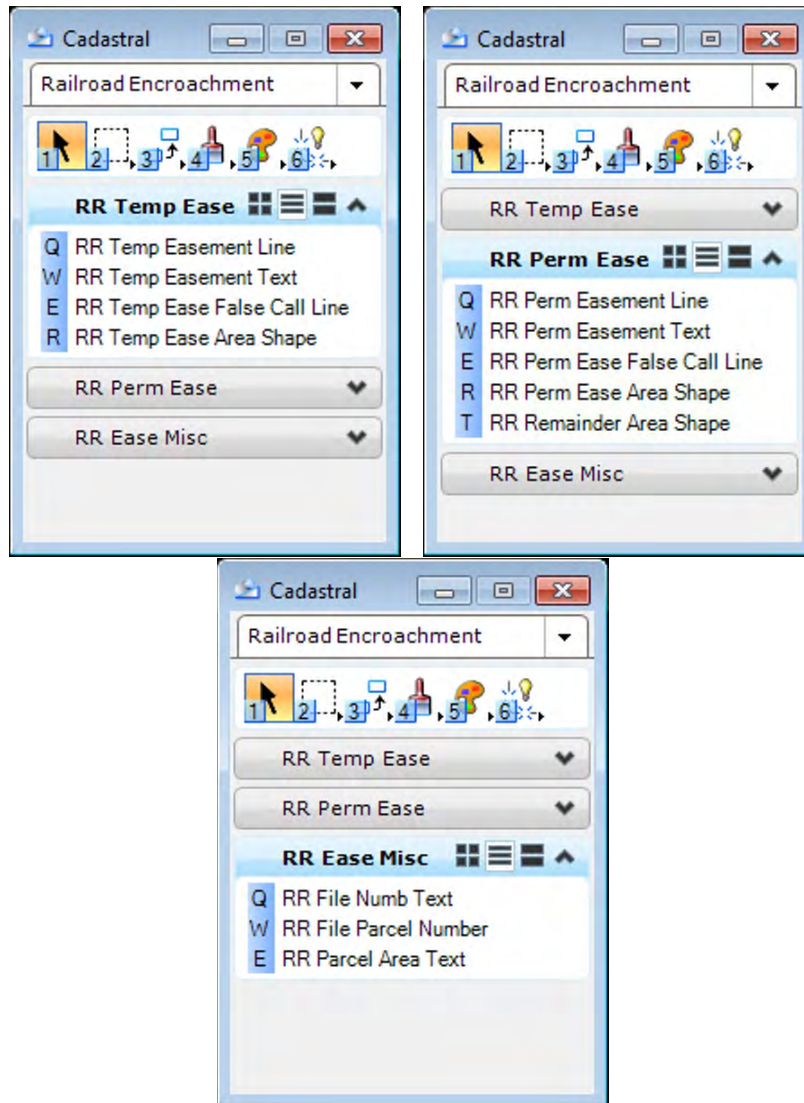 Cadastral
Railroad Encroachment
1 2 3 4 5 6
RR Temp Ease
Q RR Temp Easement Line
W RR Temp Easement Text
E RR Temp Ease False Call Line
R RR Temp Ease Area Shape
RR Perm Ease
RR Ease Misc
Cadastral
Railroad Encroachment
1 2 3 4 5 6
RR Temp Ease
RR Perm Ease
Q RR Perm Easement Line
W RR Perm Easement Text
E RR Perm Ease False Call Line
R RR Perm Ease Area Shape
T RR Remainder Area Shape
RR Ease Misc
Cadastral
Railroad Encroachment
1 2 3 4 5 6
RR Temp Ease
RR Perm Ease
RR Ease Misc
Q RR File Numb Text
W RR File Parcel Number
E RR Parcel Area Text